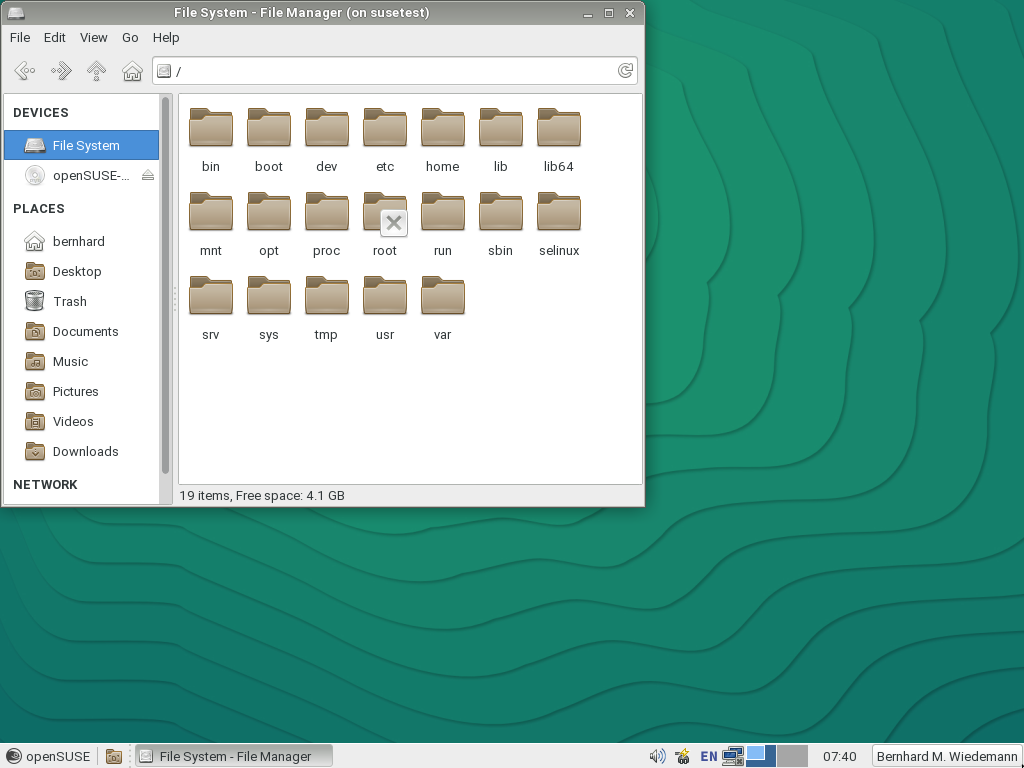 File System - File Manager (on susetest)
File Edit View Go Help
/
DEVICES
File System
openSUSE-...
PLACES
bernhard
Desktop
Trash
Documents
Music
Pictures
Videos
Downloads
NETWORK
bin boot dev etc home lib lib64
mnt opt proc root run sbin selinux
srv sys tmp usr var
19 items, Free space: 4.1 GB
openSUSE File System - File Manager EN 07:40 Bernhard M. Wiedemann